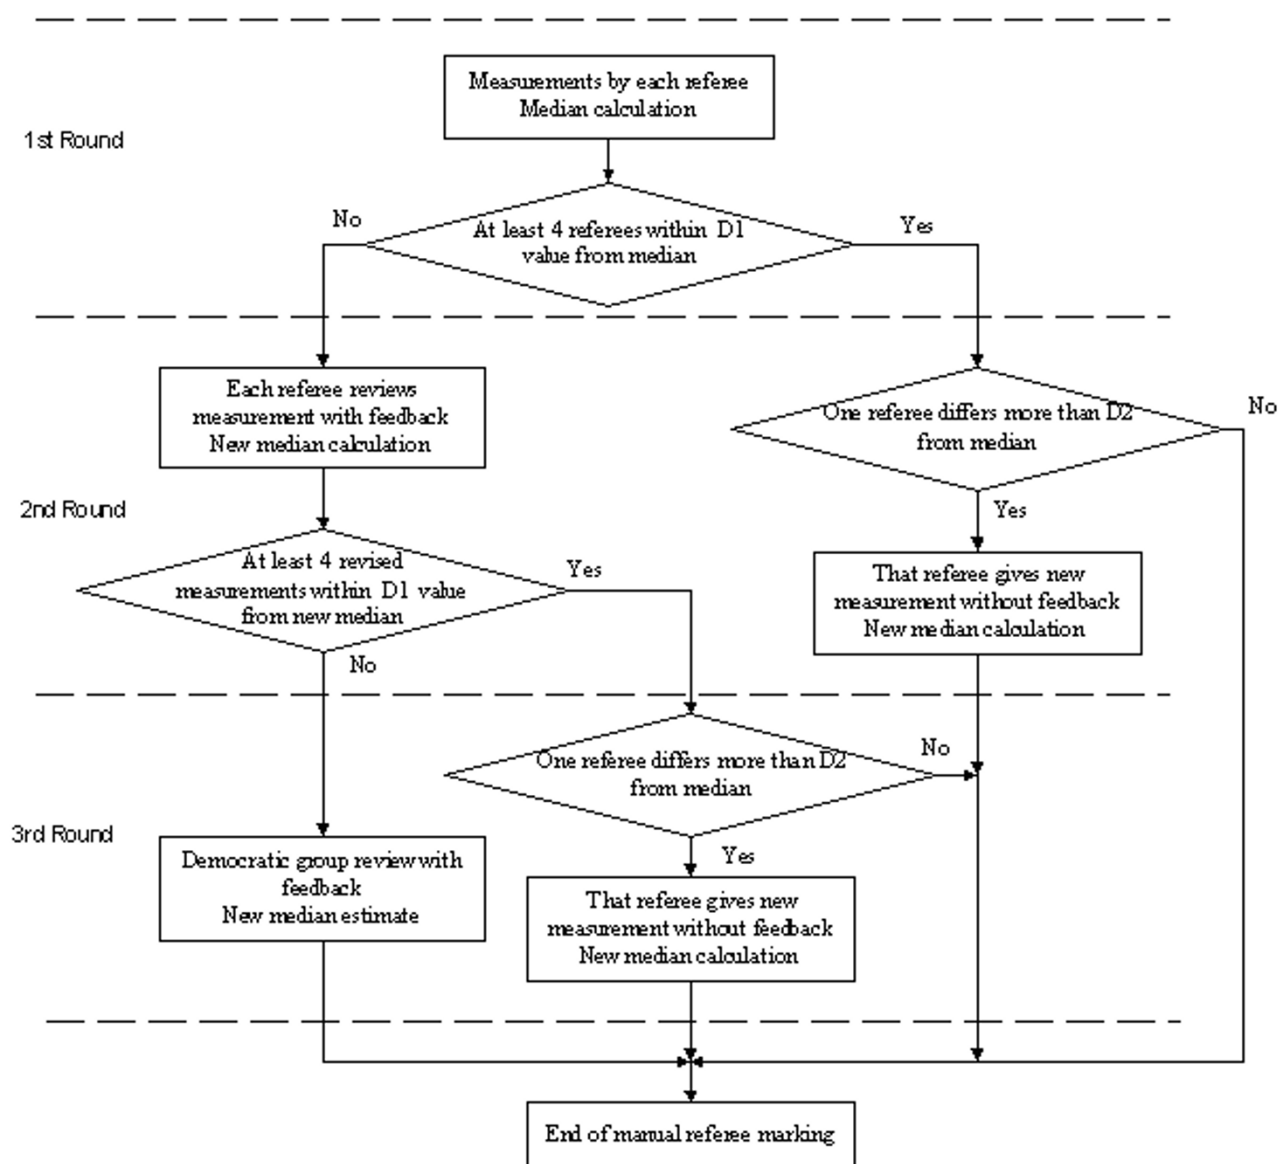 Measurements by each referee
Median calculation
1st Round
At least 4 referees within D1
value from median
No
Yes
Each referee reviews
measurement with feedback
New median calculation
One referee differs more than D2
from median
No
Yes
2nd Round
At least 4 revised
measurements within D1 value
from new median
Yes
No
That referee gives new
measurement without feedback
New median calculation
One referee differs more than D2
from median
No
Yes
3rd Round
Democratic group review with
feedback
New median estimate
That referee gives new
measurement without feedback
New median calculation
End of manual referee marking